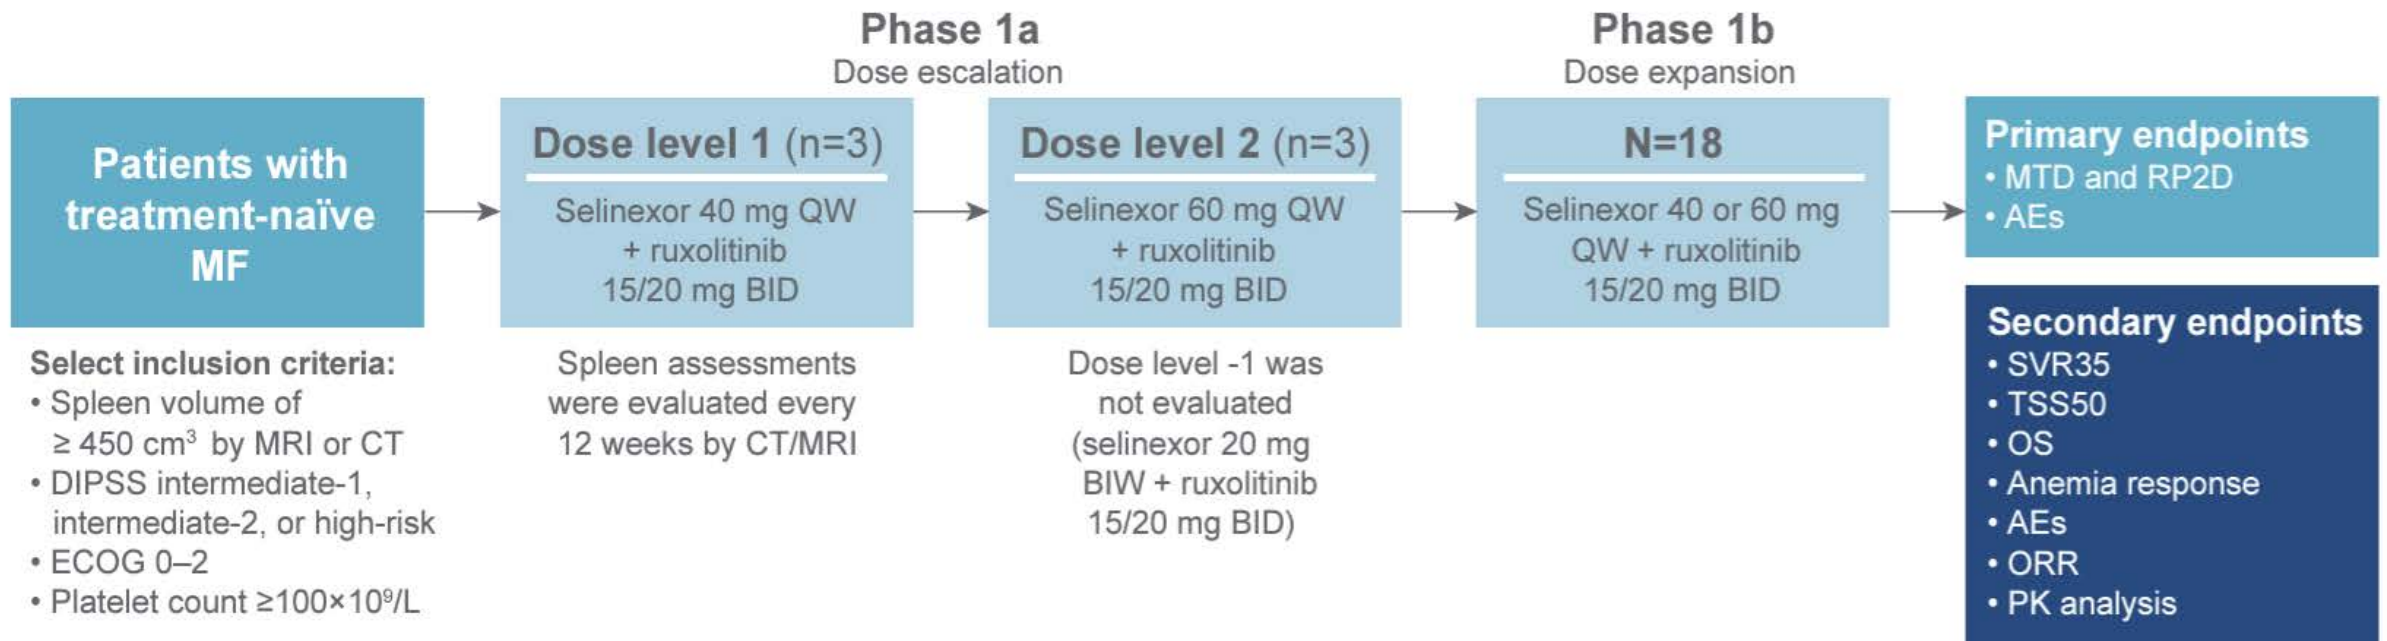 Phase 1a
Dose escalation
Phase 1b
Dose expansion
Patients with
treatment-naïve
MF
Select inclusion criteria:
• Spleen volume of
≥ 450 cm³ by MRI or CT
• DIPSS intermediate-1,
intermediate-2, or high-risk
• ECOG 0–2
• Platelet count ≥100×10⁹/L
Dose level 1 (n=3)
Selinexor 40 mg QW
+ ruxolitinib
15/20 mg BID
Spleen assessments
were evaluated every
12 weeks by CT/MRI
Dose level 2 (n=3)
Selinexor 60 mg QW
+ ruxolitinib
15/20 mg BID
Dose level -1 was
not evaluated
(selinexor 20 mg
BIW + ruxolitinib
15/20 mg BID)
N=18
Selinexor 40 or 60 mg
QW + ruxolitinib
15/20 mg BID
Primary endpoints
• MTD and RP2D
• AEs
Secondary endpoints
• SVR35
• TSS50
• OS
• Anemia response
• AEs
• ORR
• PK analysis